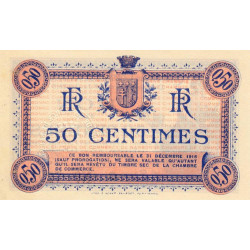 0,50 0,50
RF RF
50 CENTIMES
CE BON REMBOURSABLE LE 31 DÉCEMBRE 1919
(SAUF PROROGATION), NE SERA VALABLE QU'AUTANT
QU'IL SERA REVÊTU DU TIMBRE SEC DE LA CHAMBRE
DE COMMERCE.
0,50 0,50